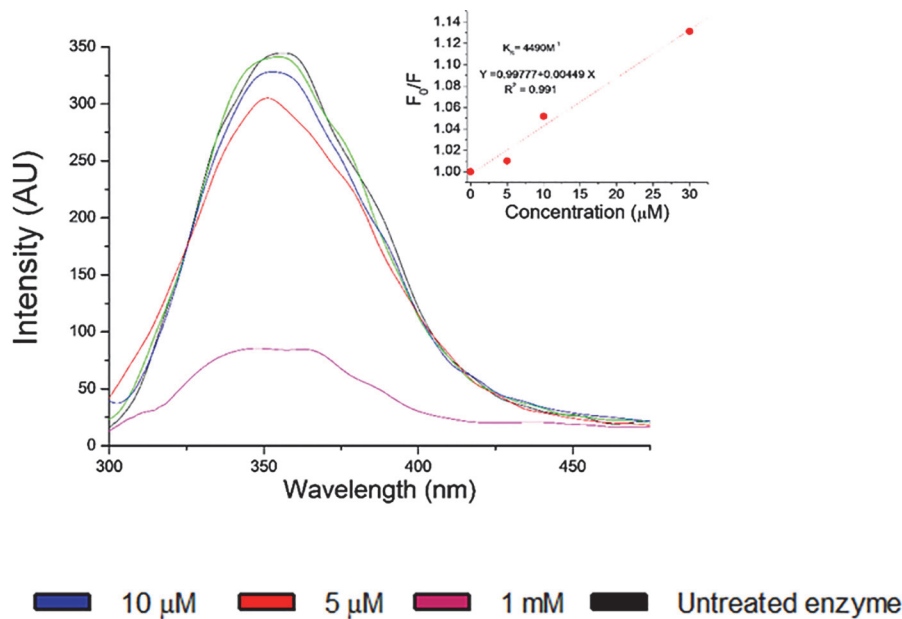 350
300
250
200
150
100
50
0
Intensity (AU)
300 350 400 450
Wavelength (nm)
1.14
1.12
1.10
1.08
1.06
1.04
1.02
1.00
F₀/F
Y=0.99777+0.00449 X
R² = 0.991
0 5 10 15 20 25 30
Concentration (μM)
10 μM 5 μM 1 mM Untreated enzyme